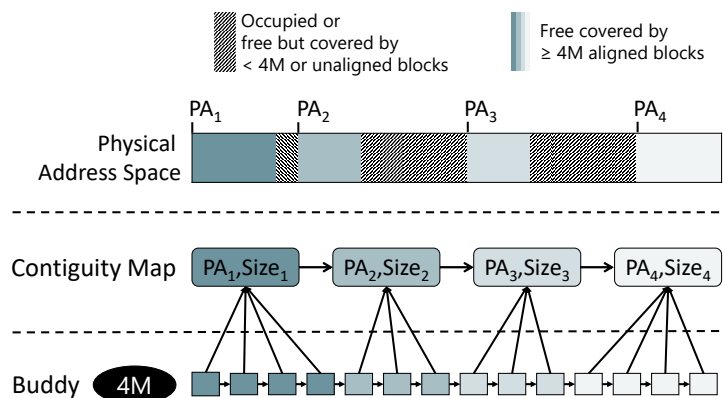 Occupied or
free but covered by
< 4M or unaligned blocks
Free covered by
≥ 4M aligned blocks
PA1 PA2 PA3 PA4
Physical
Address Space
Contiguity Map
PA1,Size1
PA2,Size2
PA3,Size3
PA4,Size4
Buddy
4M